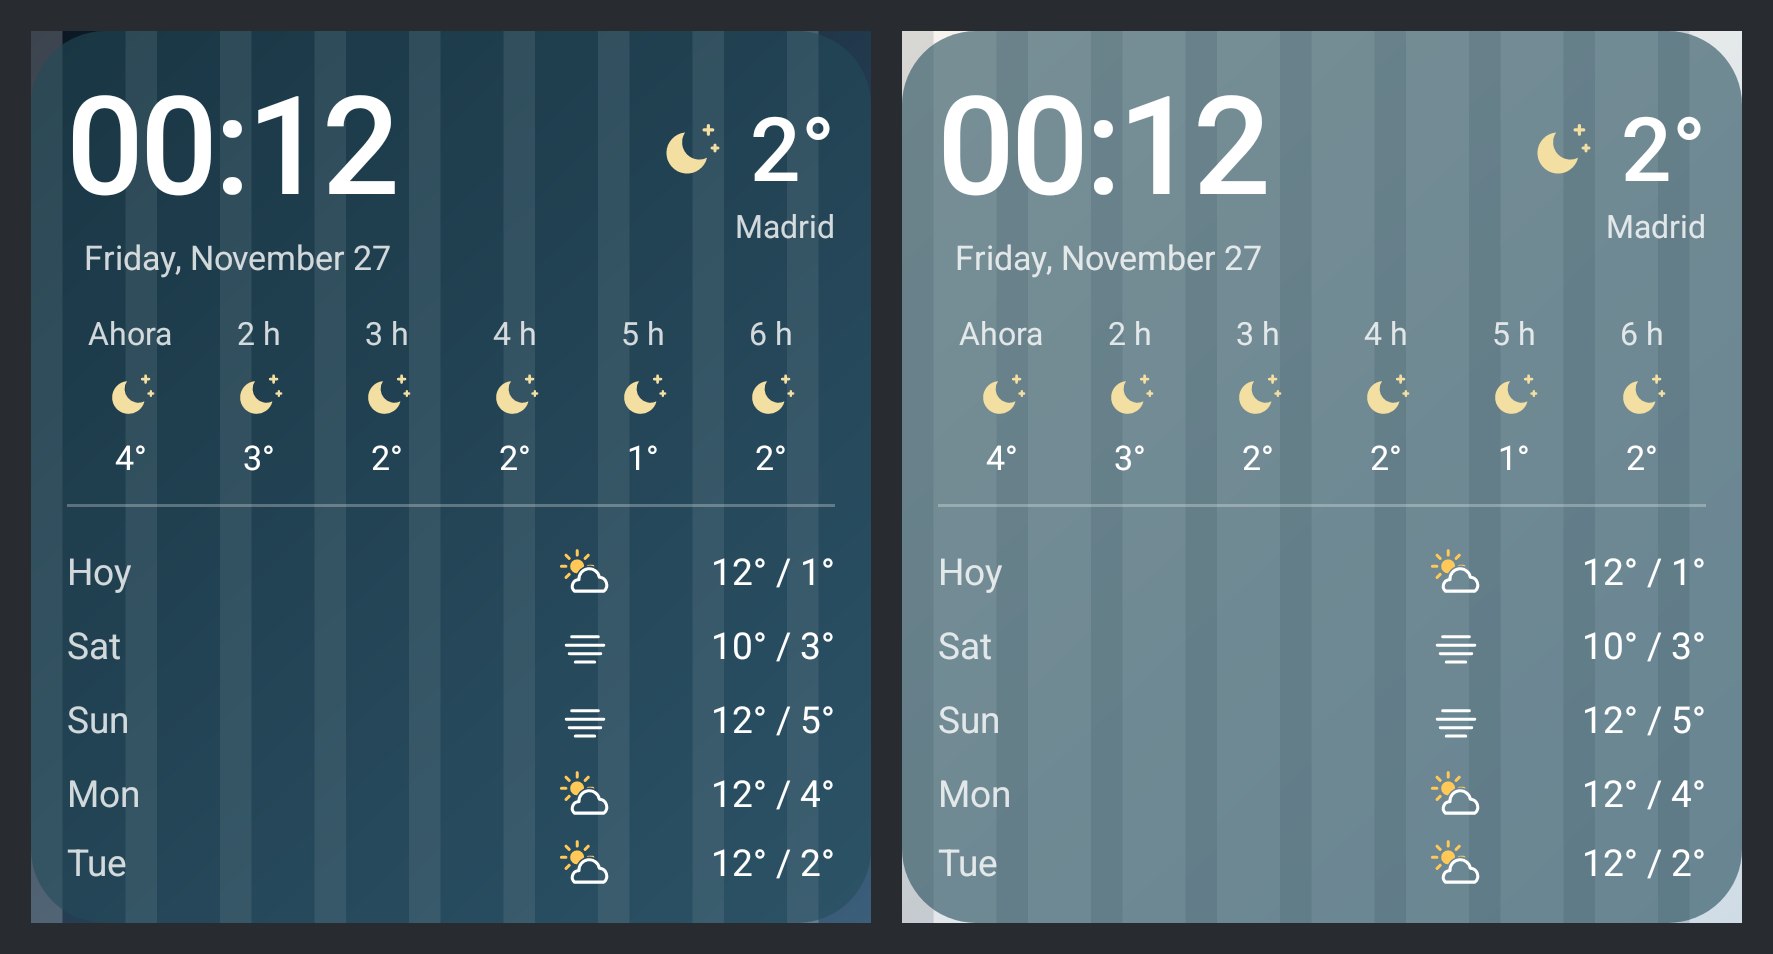 00:12
2°
Madrid
Friday, November 27
Ahora 2 h 3 h 4 h 5 h 6 h
4° 3° 2° 2° 1° 2°
Hoy 12° / 1°
Sat 10° / 3°
Sun 12° / 5°
Mon 12° / 4°
Tue 12° / 2°
00:12
2°
Madrid
Friday, November 27
Ahora 2 h 3 h 4 h 5 h 6 h
4° 3° 2° 2° 1° 2°
Hoy 12° / 1°
Sat 10° / 3°
Sun 12° / 5°
Mon 12° / 4°
Tue 12° / 2°